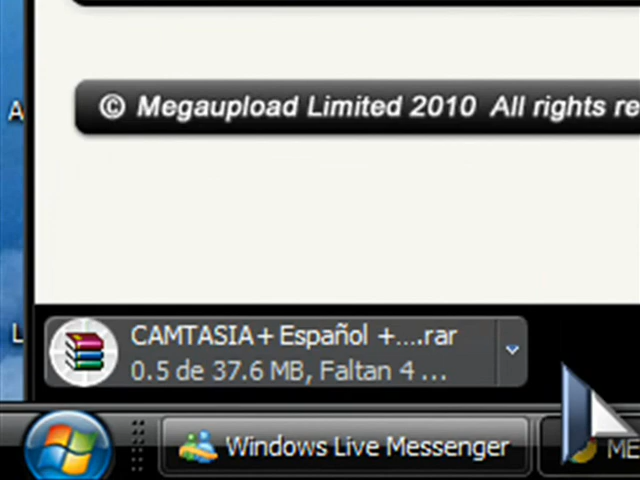 © Megaupload Limited 2010 All rights re
A
CAMTASIA+ Español +....rar
L
0.5 de 37.6 MB, Faltan 4 ...
Windows Live Messenger
ME